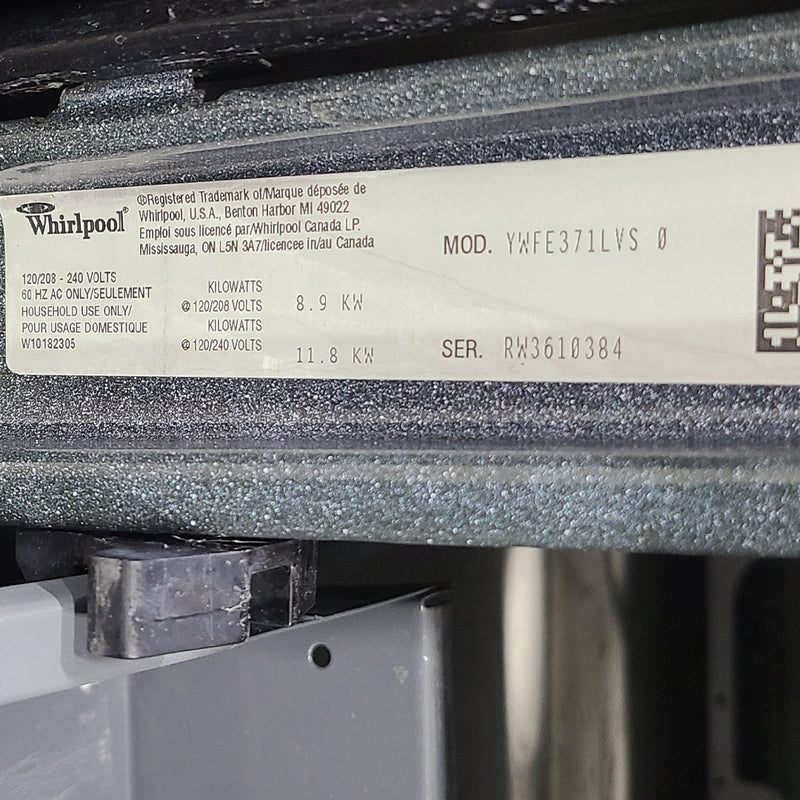 Whirlpool®
®Registered Trademark of/Marque déposée de
Whirlpool, U.S.A., Benton Harbor MI 49022
Emploi sous licencé par/Whirlpool Canada LP.
Mississauga, ON L5N 3A7/licencee in/au Canada
120/208 - 240 VOLTS
60 HZ AC ONLY/SEULEMENT
HOUSEHOLD USE ONLY/
POUR USAGE DOMESTIQUE
W10182305
KILOWATTS
@ 120/208 VOLTS 8.9 KW
KILOWATTS
@ 120/240 VOLTS 11.8 KW
MOD. YWFE371LVS 0
SER. RW3610384